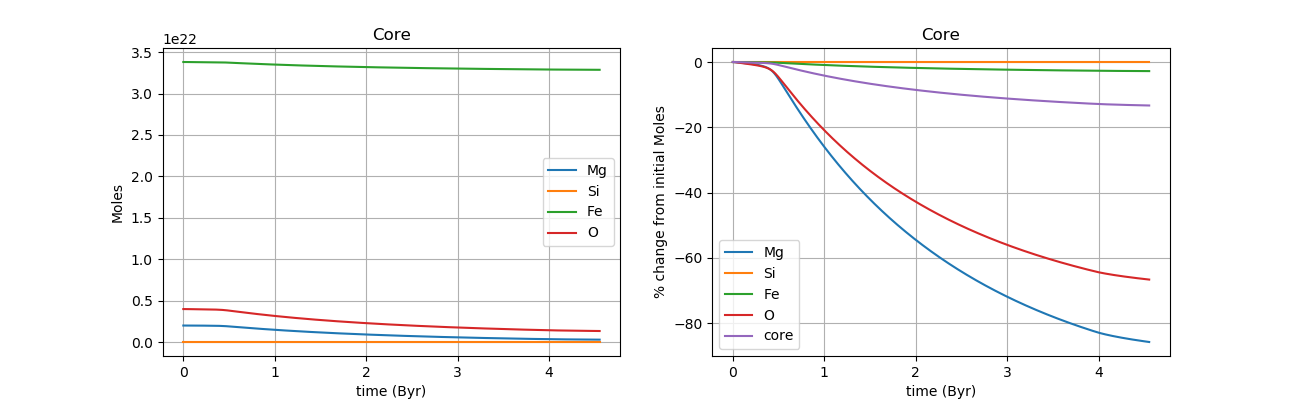 Core
1e22
3.5
3.0
2.5
2.0
1.5
1.0
0.5
0.0
Moles
Mg
Si
Fe
O
0 1 2 3 4
time (Byr)
Core
0
−20
−40
−60
−80
% change from initial Moles
Mg
Si
Fe
O
core
0 1 2 3 4
time (Byr)